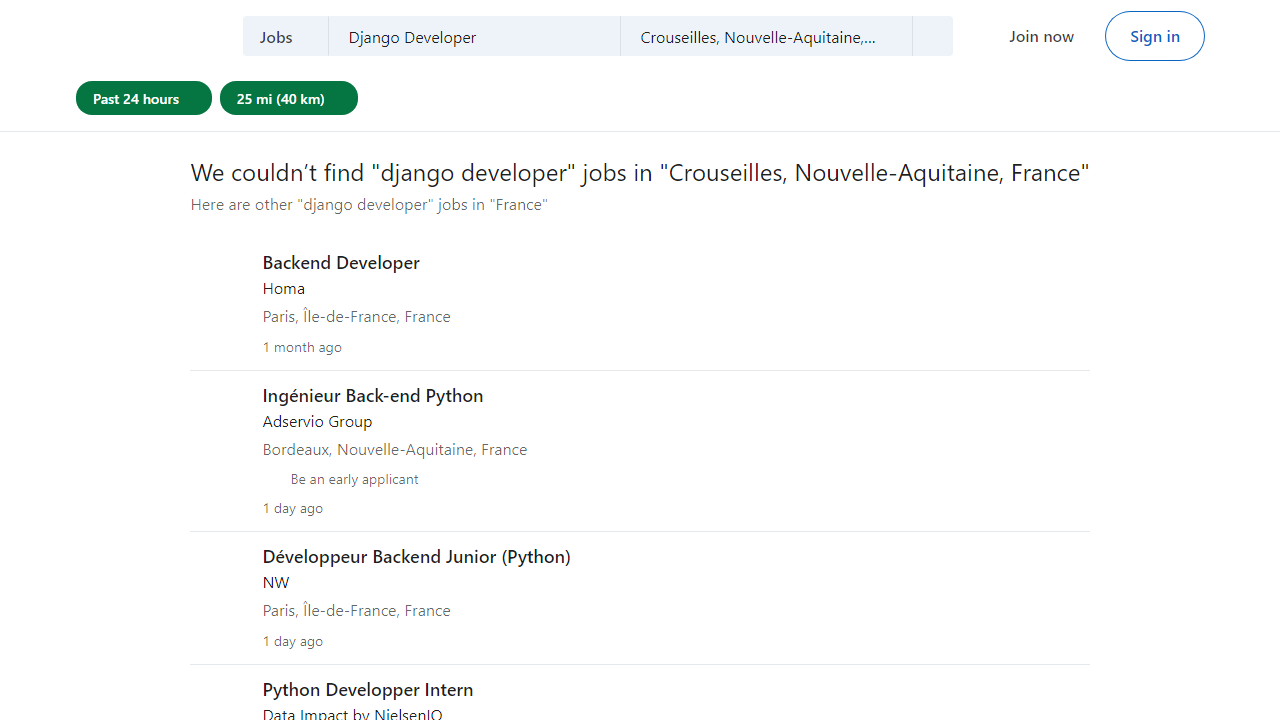 Jobs
Django Developer
Crouseilles, Nouvelle-Aquitaine,...
Join now
Sign in
Past 24 hours
25 mi (40 km)
We couldn’t find "django developer" jobs in "Crouseilles, Nouvelle-Aquitaine, France"
Here are other "django developer" jobs in "France"
Backend Developer
Homa
Paris, Île-de-France, France
1 month ago
Ingénieur Back-end Python
Adservio Group
Bordeaux, Nouvelle-Aquitaine, France
Be an early applicant
1 day ago
Développeur Backend Junior (Python)
NW
Paris, Île-de-France, France
1 day ago
Python Developper Intern
Data Impact by NielsenIQ